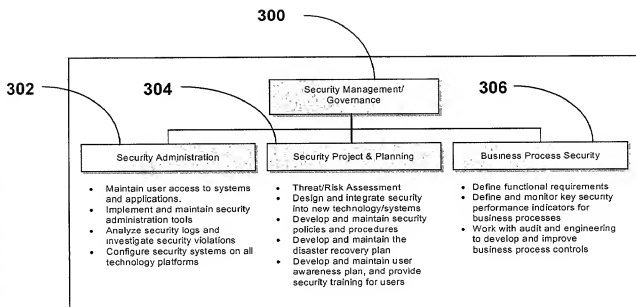 300
302
304
306
Security Management/
Governance
Security Administration
Security Project & Planning
Business Process Security
• Maintain user access to systems
and applications.
• Implement and maintain security
administration tools
• Analyze security logs and
investigate security violations
• Configure security systems on all
technology platforms
• Threat/Risk Assessment
• Design and integrate security
into new technology/systems
• Develop and maintain security
policies and procedures
• Develop and maintain the
disaster recovery plan
• Develop and maintain user
awareness plan, and provide
security training for users
• Define functional requirements
• Define and monitor key security
performance indicators for
business processes
• Work with audit and engineering
to develop and improve
business process controls